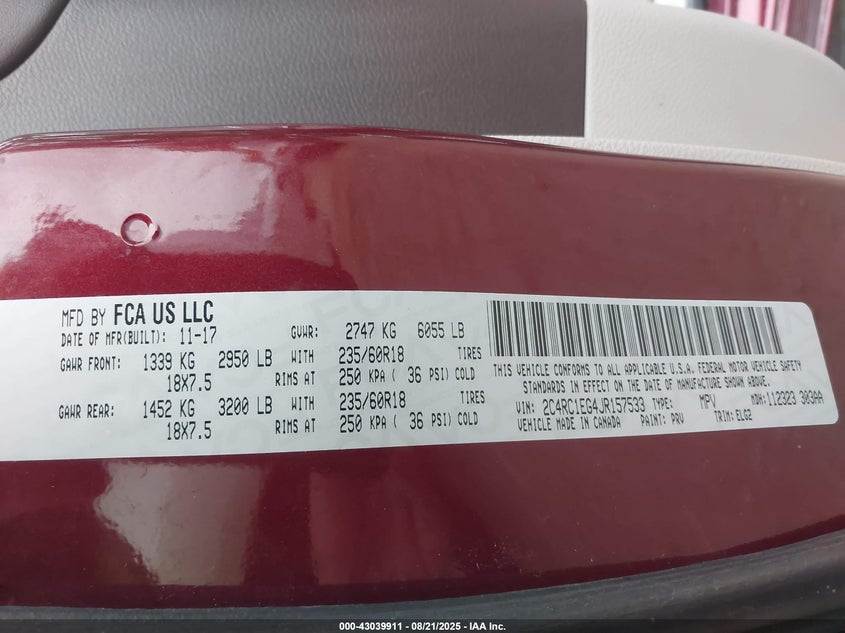 MFD BY FCA US LLC
DATE OF MFR(BUILT): 11-17 GVWR: 2747 KG 6055 LB
GAWR FRONT: 1339 KG 2950 LB WITH 235/60R18 TIRES
18X7.5 RIMS AT 250 KPA ( 36 PSI) COLD
GAWR REAR: 1452 KG 3200 LB WITH 235/60R18 TIRES
18X7.5 RIMS AT 250 KPA ( 36 PSI) COLD
THIS VEHICLE CONFORMS TO ALL APPLICABLE U.S.A. FEDERAL MOTOR VEHICLE SAFETY
STANDARDS IN EFFECT ON THE DATE OF MANUFACTURE SHOWN ABOVE.
VIN: 2C4RC1EG4JR157533 TYPE: MPV MDH:112323 303AA
VEHICLE MADE IN CANADA PAINT: PRV TRIM: ELG2
000-43039911 - 08/21/2025 - IAA Inc.